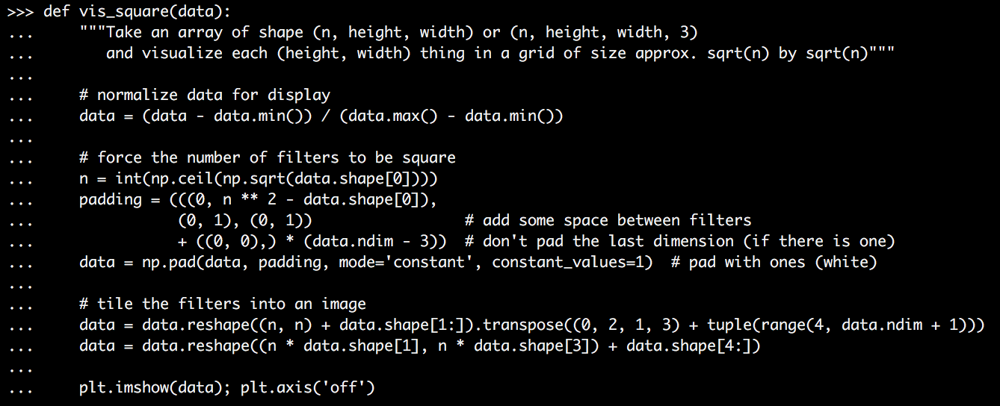 >>> def vis_square(data):
...     """Take an array of shape (n, height, width) or (n, height, width, 3)
...        and visualize each (height, width) thing in a grid of size approx. sqrt(n) by sqrt(n)"""
...
...     # normalize data for display
...     data = (data - data.min()) / (data.max() - data.min())
...
...     # force the number of filters to be square
...     n = int(np.ceil(np.sqrt(data.shape[0])))
...     padding = (((0, n ** 2 - data.shape[0]),
...                (0, 1), (0, 1))                 # add some space between filters
...                + ((0, 0),) * (data.ndim - 3))  # don't pad the last dimension (if there is one)
...     data = np.pad(data, padding, mode='constant', constant_values=1)  # pad with ones (white)
...
...     # tile the filters into an image
...     data = data.reshape((n, n) + data.shape[1:]).transpose((0, 2, 1, 3) + tuple(range(4, data.ndim + 1)))
...     data = data.reshape((n * data.shape[1], n * data.shape[3]) + data.shape[4:])
...
...     plt.imshow(data); plt.axis('off')